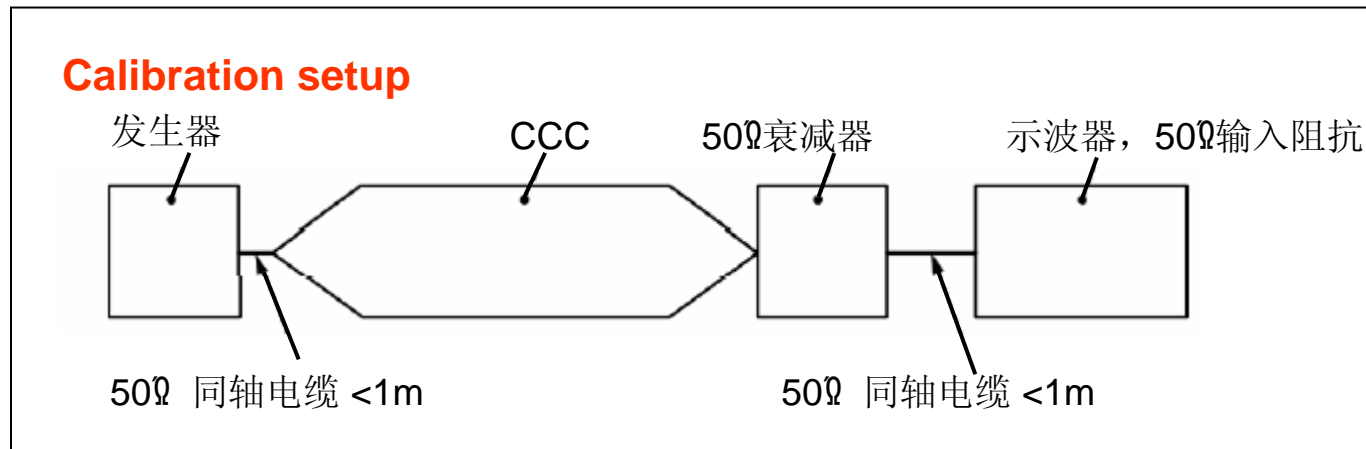 Calibration setup
发生器 CCC 50Ω衰减器 示波器，50Ω输入阻抗
50Ω 同轴电缆 <1m 50Ω 同轴电缆 <1m